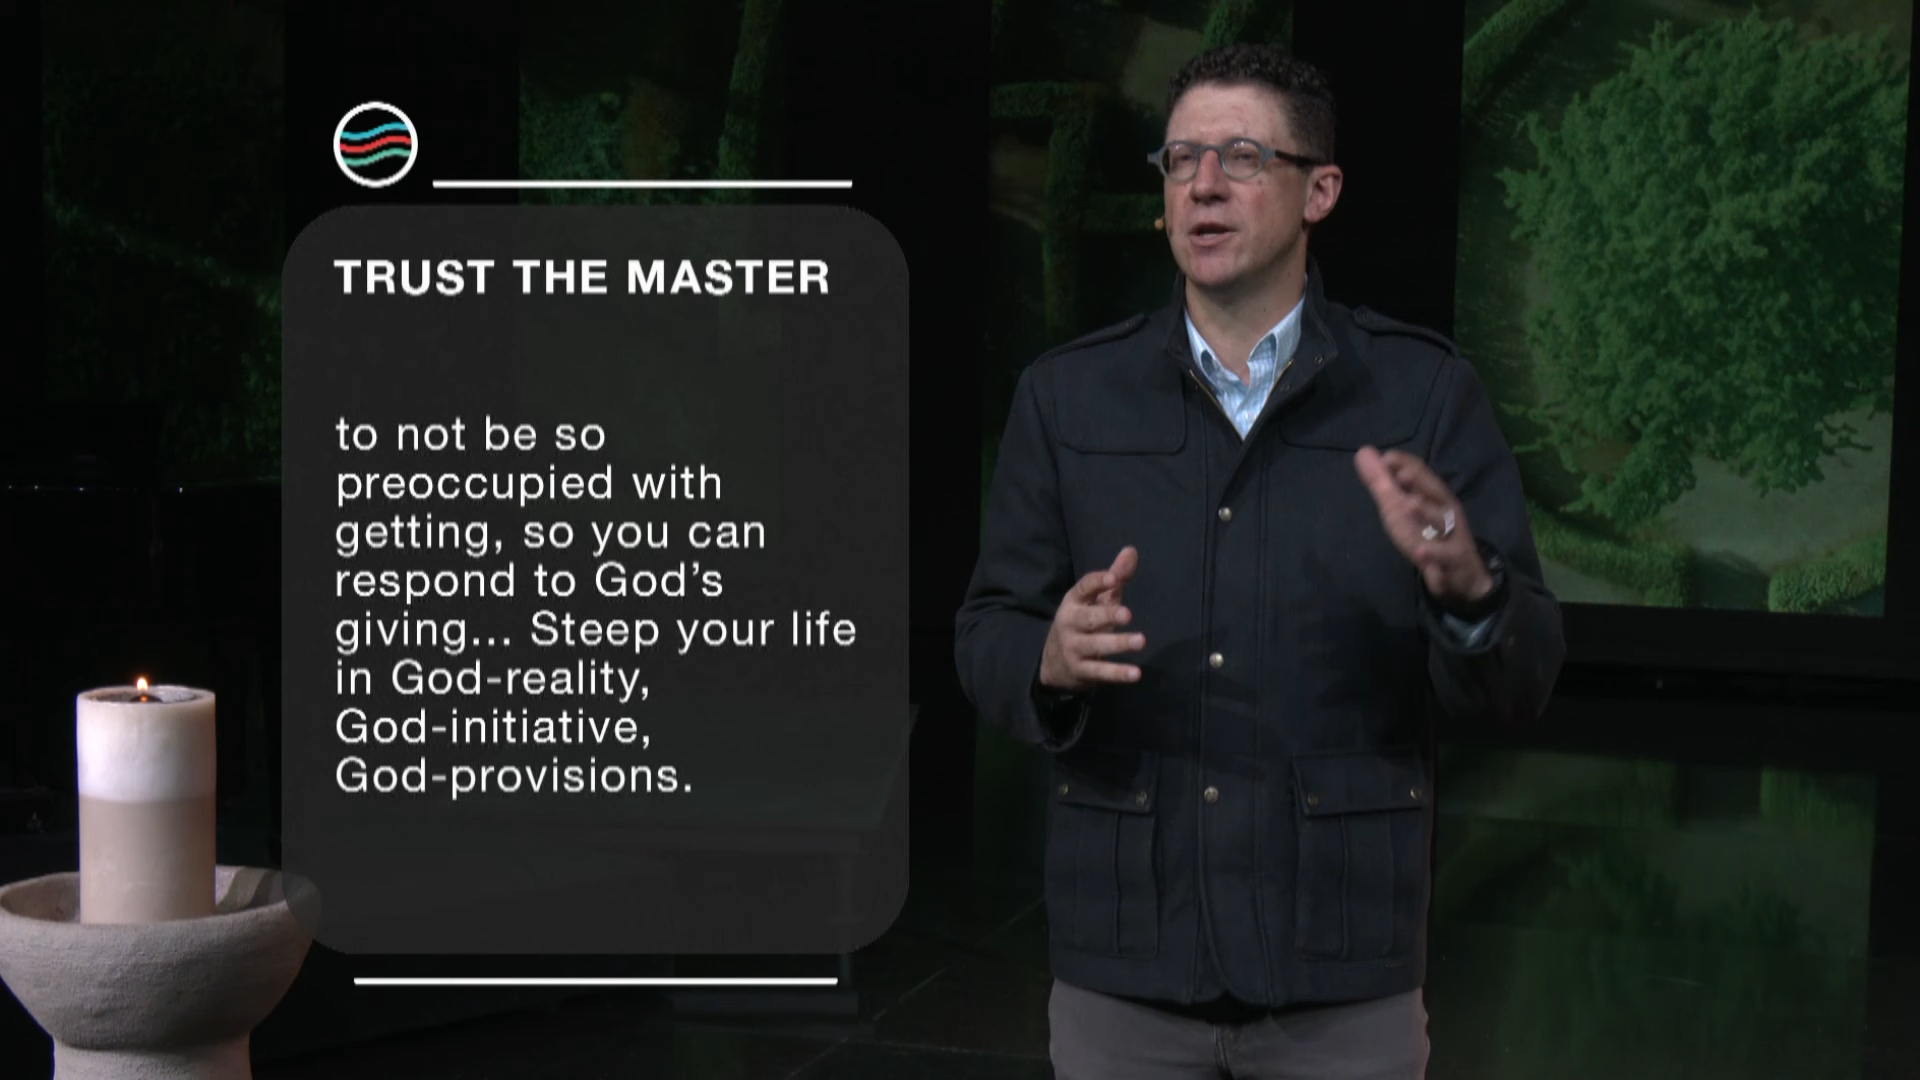 TRUST THE MASTER
to not be so
preoccupied with
getting, so you can
respond to God’s
giving... Steep your life
in God-reality,
God-initiative,
God-provisions.